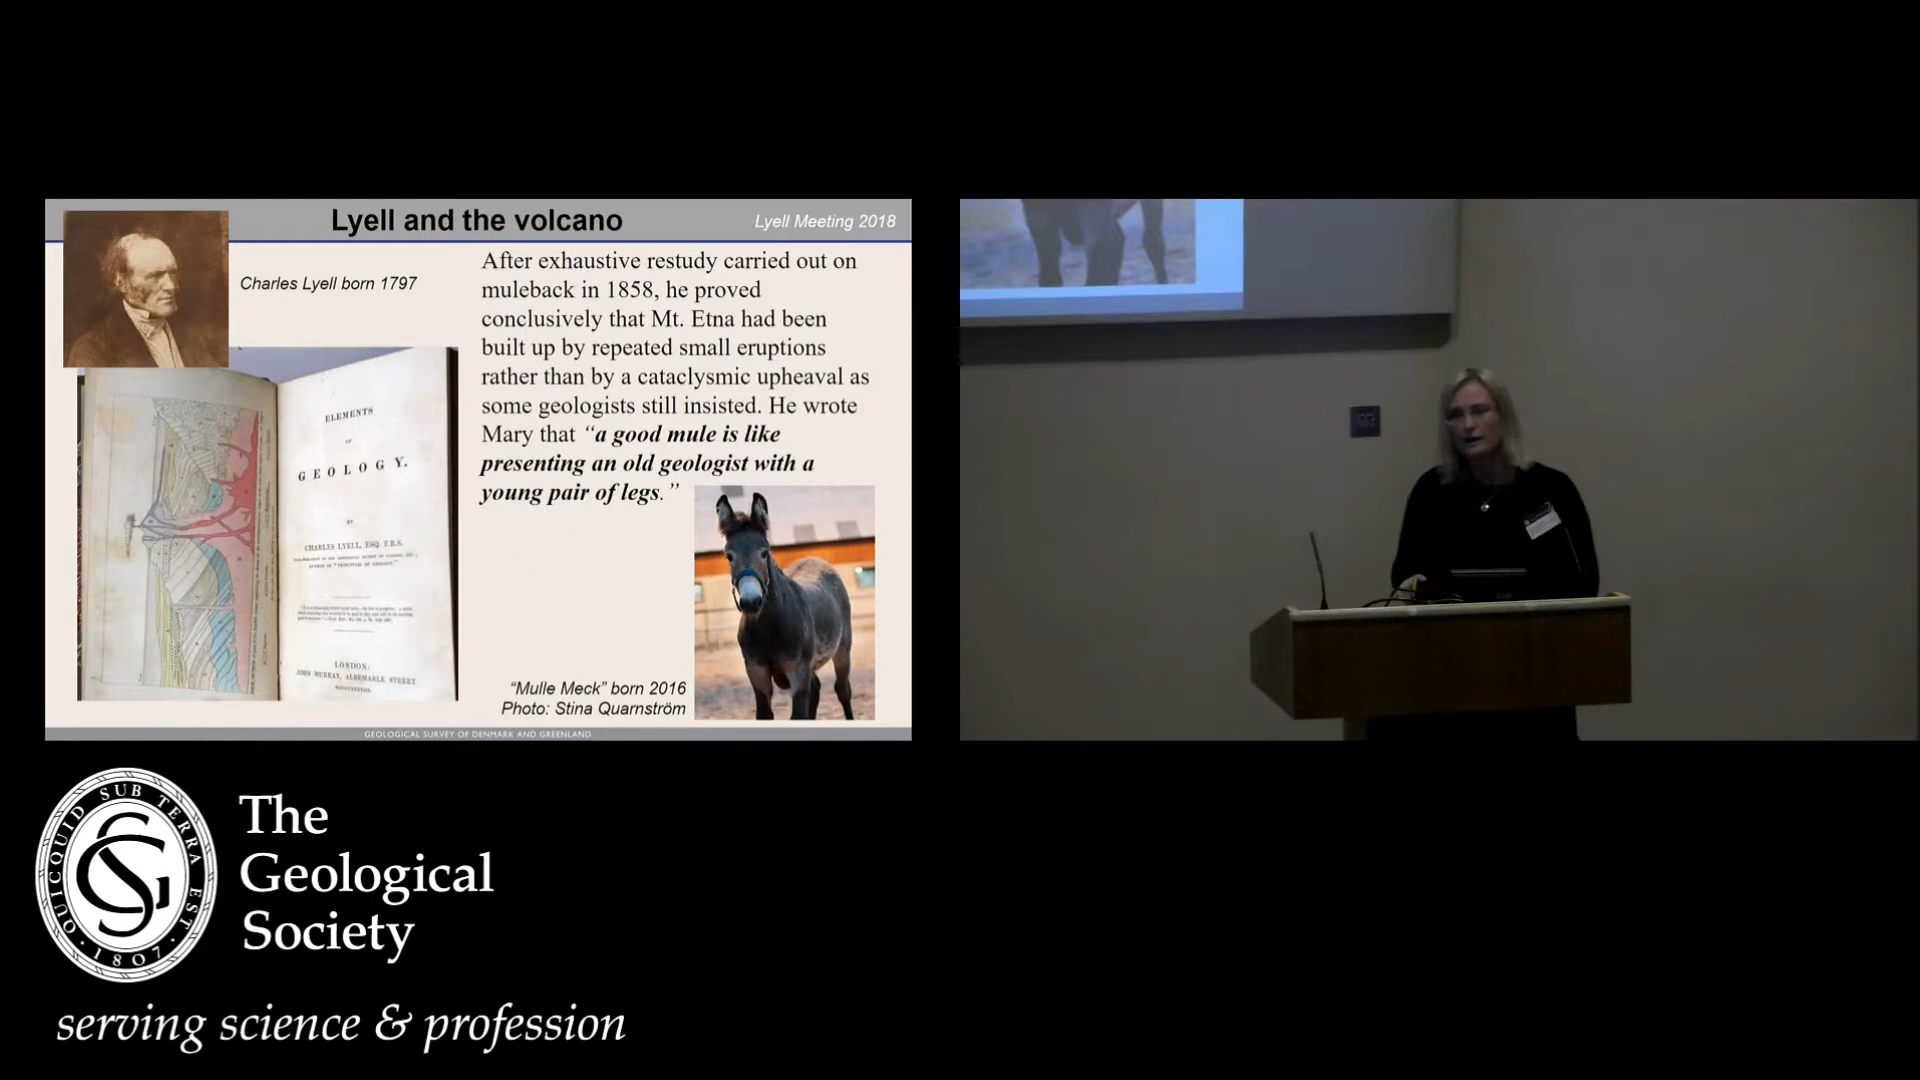 Lyell and the volcano
Lyell Meeting 2018
Charles Lyell born 1797
After exhaustive restudy carried out on
muleback in 1858, he proved
conclusively that Mt. Etna had been
built up by repeated small eruptions
rather than by a cataclysmic upheaval as
some geologists still insisted. He wrote
Mary that “a good mule is like
presenting an old geologist with a
young pair of legs.”
ELEMENTS
OF
GEOLOGY.
BY
CHARLES LYELL, ESQ. F.R.S.
LONDON:
JOHN MURRAY, ALBEMARLE STREET.
“Mulle Meck” born 2016
Photo: Stina Quarnström
GEOLOGICAL SURVEY OF DENMARK AND GREENLAND
QUICQUID SUB TERRA EST
· 1807 ·
The
Geological
Society
serving science & profession